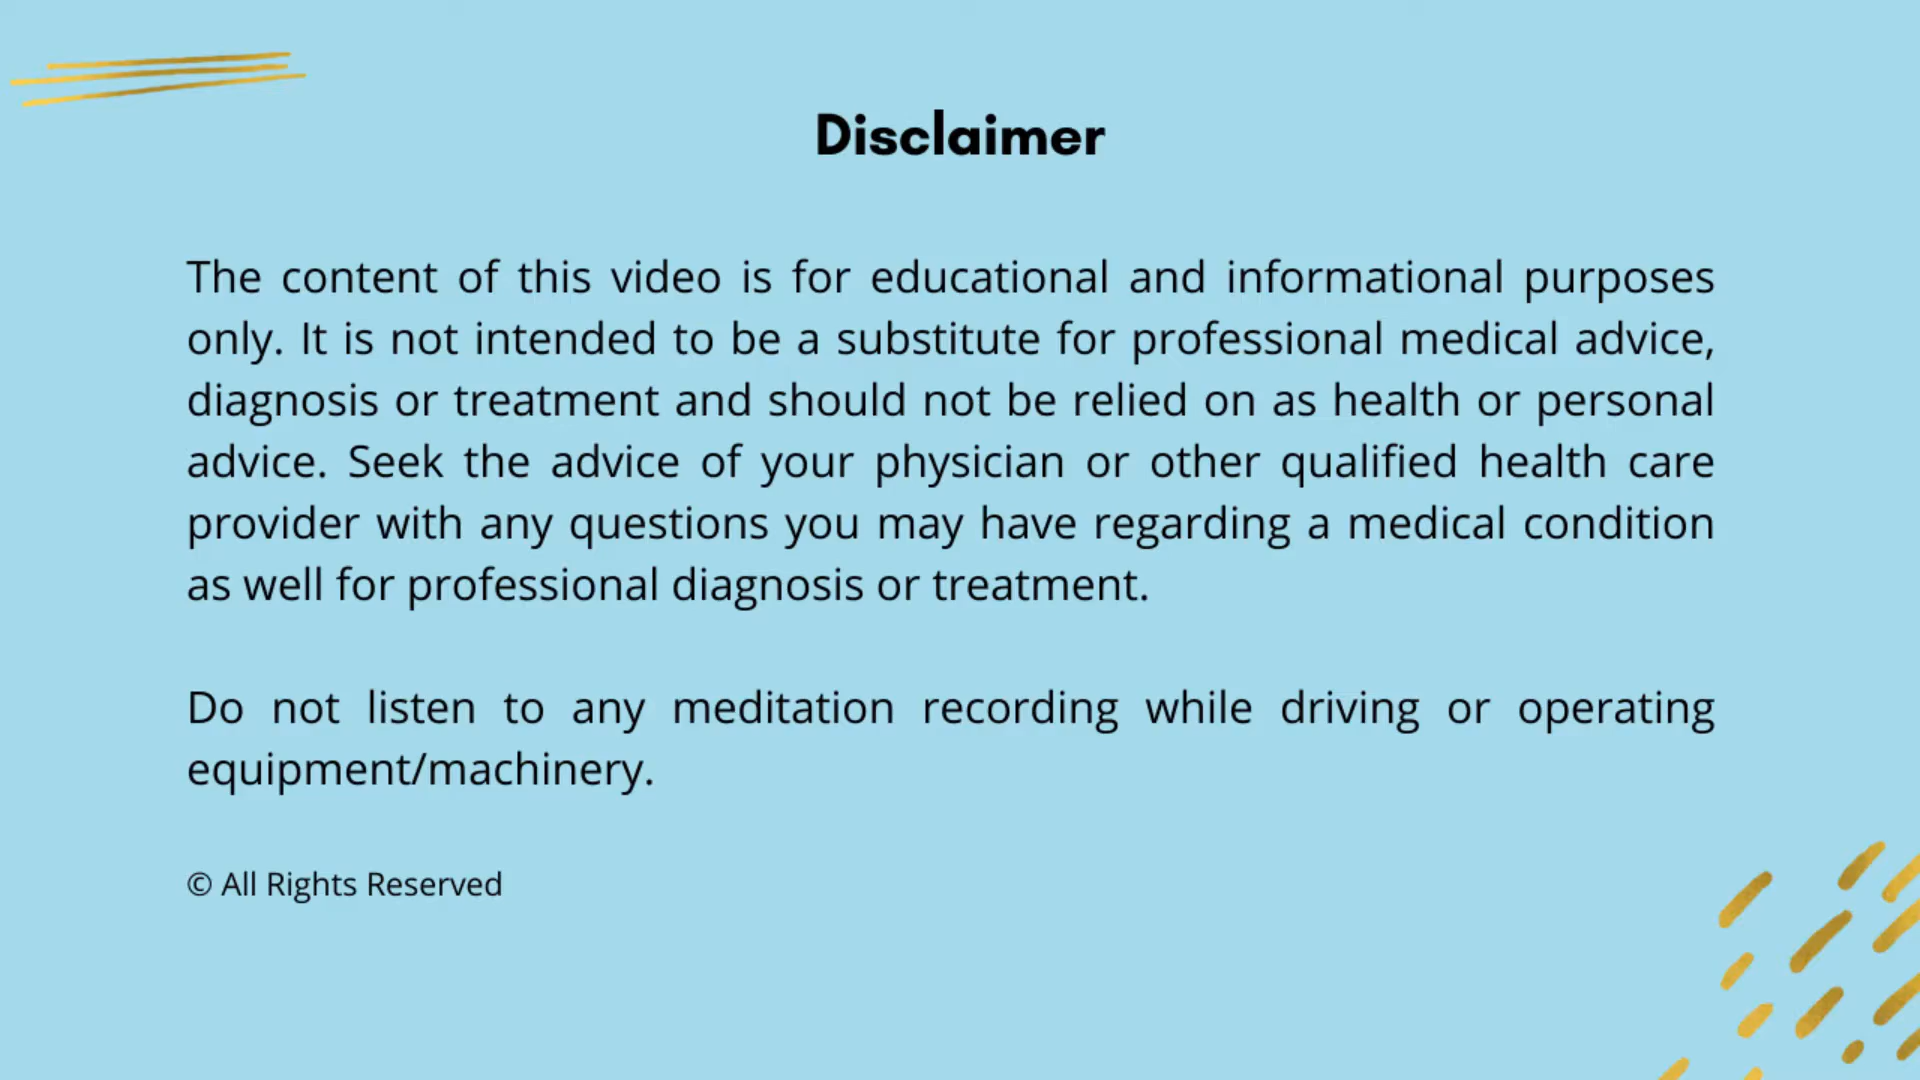 Disclaimer
The content of this video is for educational and informational purposes
only. It is not intended to be a substitute for professional medical advice,
diagnosis or treatment and should not be relied on as health or personal
advice. Seek the advice of your physician or other qualified health care
provider with any questions you may have regarding a medical condition
as well for professional diagnosis or treatment.
Do not listen to any meditation recording while driving or operating
equipment/machinery.
© All Rights Reserved